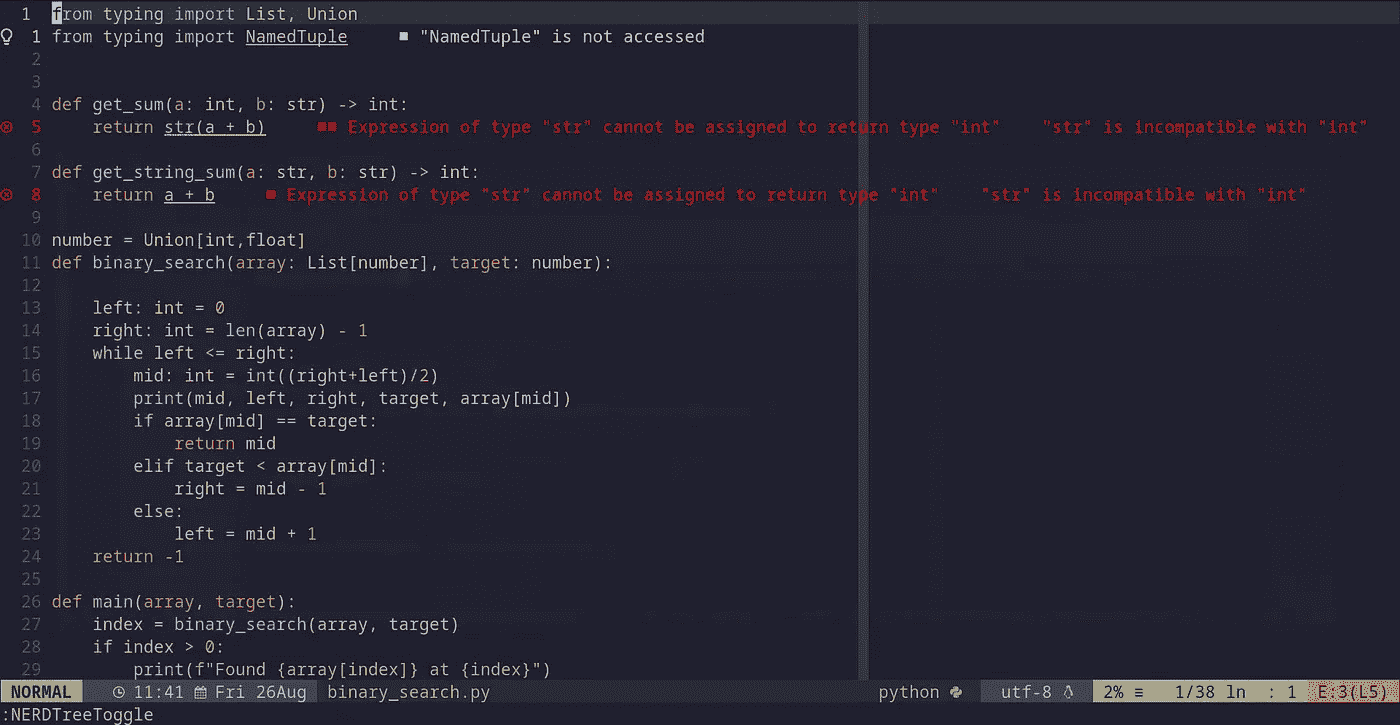 1 from typing import List, Union
1 from typing import NamedTuple ■ "NamedTuple" is not accessed
2
3
4 def get_sum(a: int, b: str) -> int:
5 return str(a + b) ■■ Expression of type "str" cannot be assigned to return type "int" "str" is incompatible with "int"
6
7 def get_string_sum(a: str, b: str) -> int:
8 return a + b ■ Expression of type "str" cannot be assigned to return type "int" "str" is incompatible with "int"
9
10 number = Union[int,float]
11 def binary_search(array: List[number], target: number):
12
13 left: int = 0
14 right: int = len(array) - 1
15 while left <= right:
16 mid: int = int((right+left)/2)
17 print(mid, left, right, target, array[mid])
18 if array[mid] == target:
19 return mid
20 elif target < array[mid]:
21 right = mid - 1
22 else:
23 left = mid + 1
24 return -1
25
26 def main(array, target):
27 index = binary_search(array, target)
28 if index > 0:
29 print(f"Found {array[index]} at {index}")
NORMAL 11:41 Fri 26Aug binary_search.py python utf-8 2% ≡ 1/38 ln : 1 E:3(L5)
:NERDTreeToggle